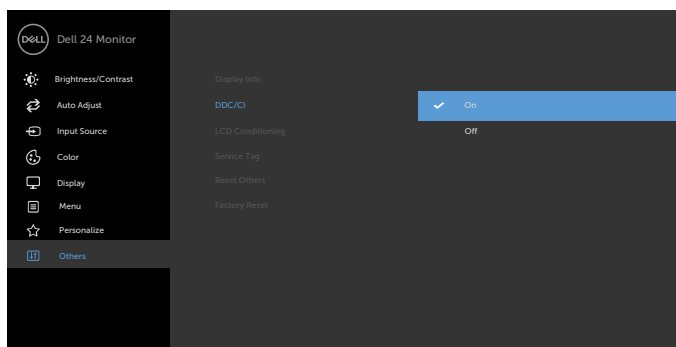 DELL Dell 24 Monitor
Brightness/Contrast
Display Info
Auto Adjust
DDC/CI
On
Input Source
LCD Conditioning
Off
Color
Service Tag
Display
Reset Others
Menu
Factory Reset
Personalize
Others